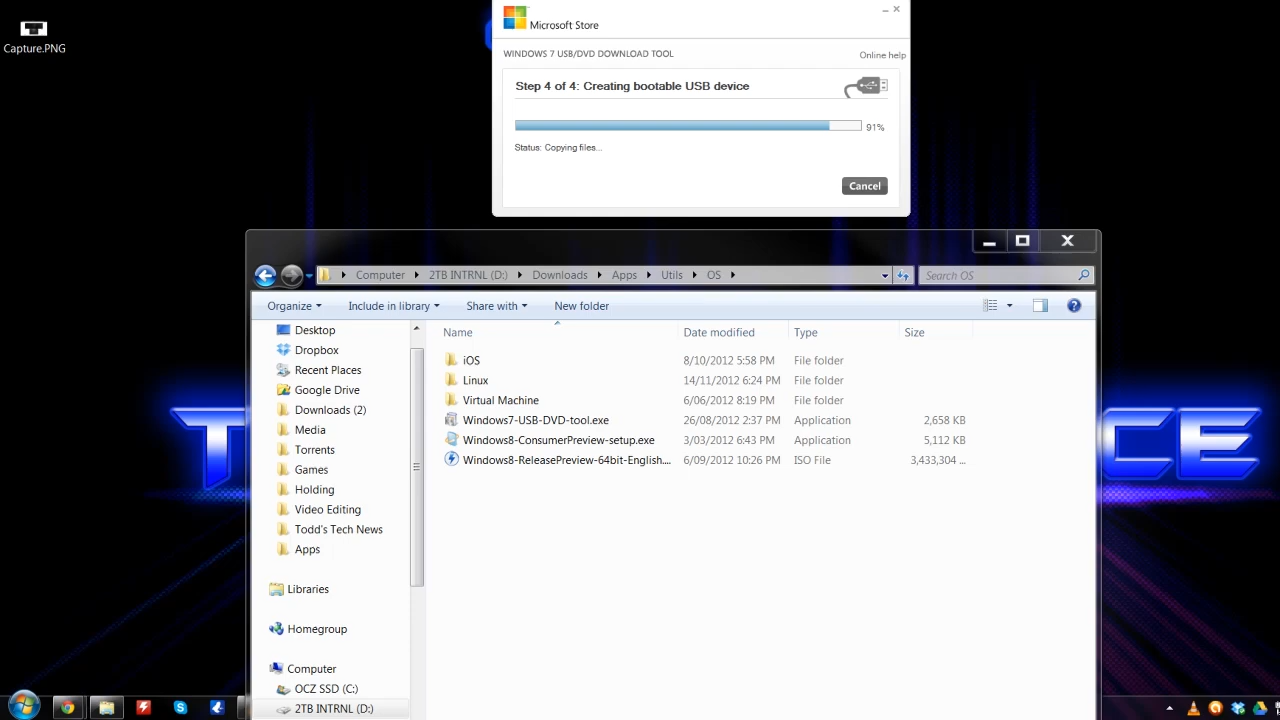 Capture.PNG
Microsoft Store
WINDOWS 7 USB/DVD DOWNLOAD TOOL
Online help
Step 4 of 4: Creating bootable USB device
91%
Status: Copying files...
Cancel
Computer
2TB INTRNL (D:)
Downloads
Apps
Utils
OS
Search OS
Organize
Include in library
Share with
New folder
Name Date modified Type Size
iOS 8/10/2012 5:58 PM File folder
Linux 14/11/2012 6:24 PM File folder
Virtual Machine 6/06/2012 8:19 PM File folder
Windows7-USB-DVD-tool.exe 26/08/2012 2:37 PM Application 2,658 KB
Windows8-ConsumerPreview-setup.exe 3/03/2012 6:43 PM Application 5,112 KB
Windows8-ReleasePreview-64bit-English.... 6/09/2012 10:26 PM ISO File 3,433,304 ...
Desktop
Dropbox
Recent Places
Google Drive
Downloads (2)
Media
Torrents
Games
Holding
Video Editing
Todd's Tech News
Apps
Libraries
Homegroup
Computer
OCZ SSD (C:)
2TB INTRNL (D:)
T
CE